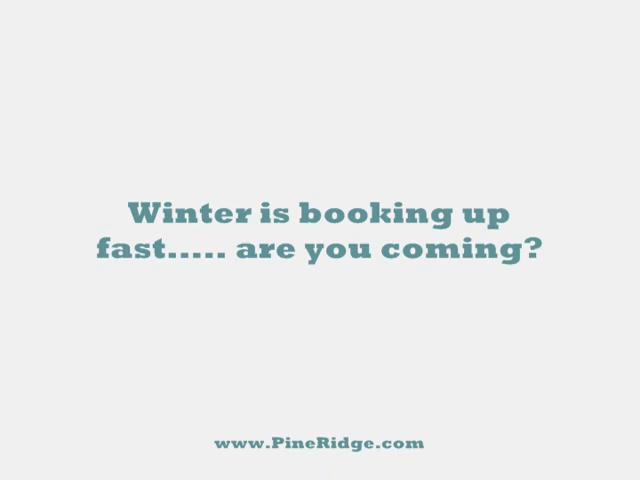 Winter is booking up
fast..... are you coming?
www.PineRidge.com